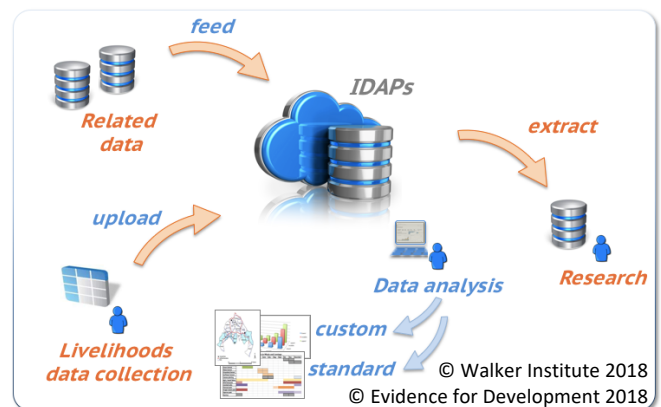 feed
IDAPs
Related
data
extract
upload
Research
Data analysis
Livelihoods
data collection
custom
standard
© Walker Institute 2018
© Evidence for Development 2018